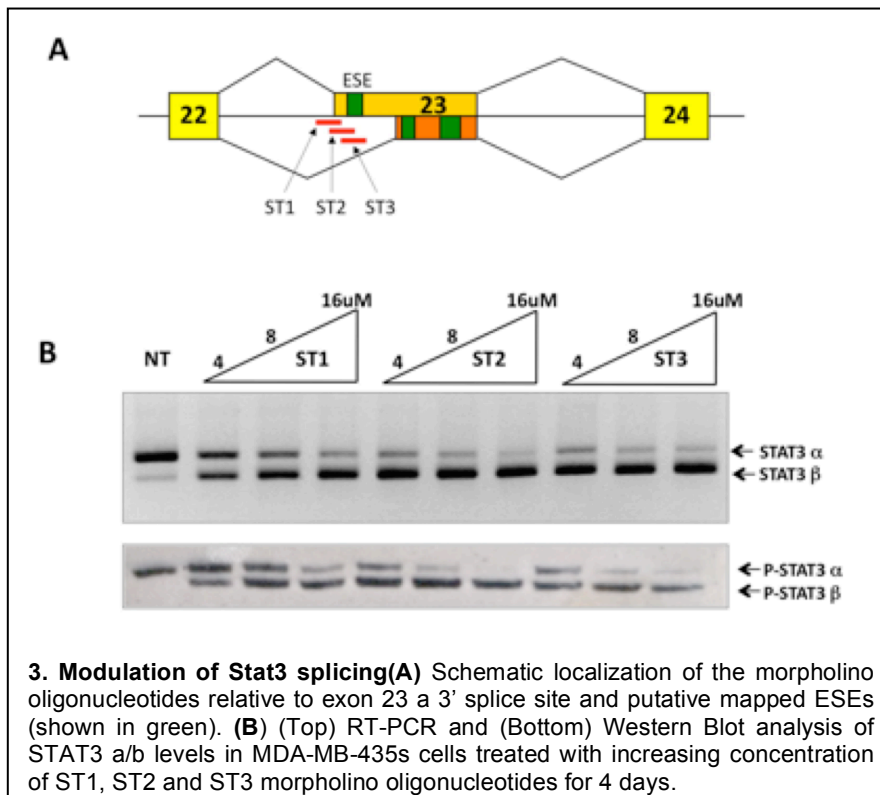 A
ESE
22
23
24
ST1 ST2 ST3
16uM 16uM 16uM
B
NT 4 8 ST1 4 8 ST2 4 8 ST3
STAT3 α
STAT3 β
P-STAT3 α
P-STAT3 β
3. Modulation of Stat3 splicing(A) Schematic localization of the morpholino
oligonucleotides relative to exon 23 a 3' splice site and putative mapped ESEs
(shown in green). (B) (Top) RT-PCR and (Bottom) Western Blot analysis of
STAT3 a/b levels in MDA-MB-435s cells treated with increasing concentration
of ST1, ST2 and ST3 morpholino oligonucleotides for 4 days.